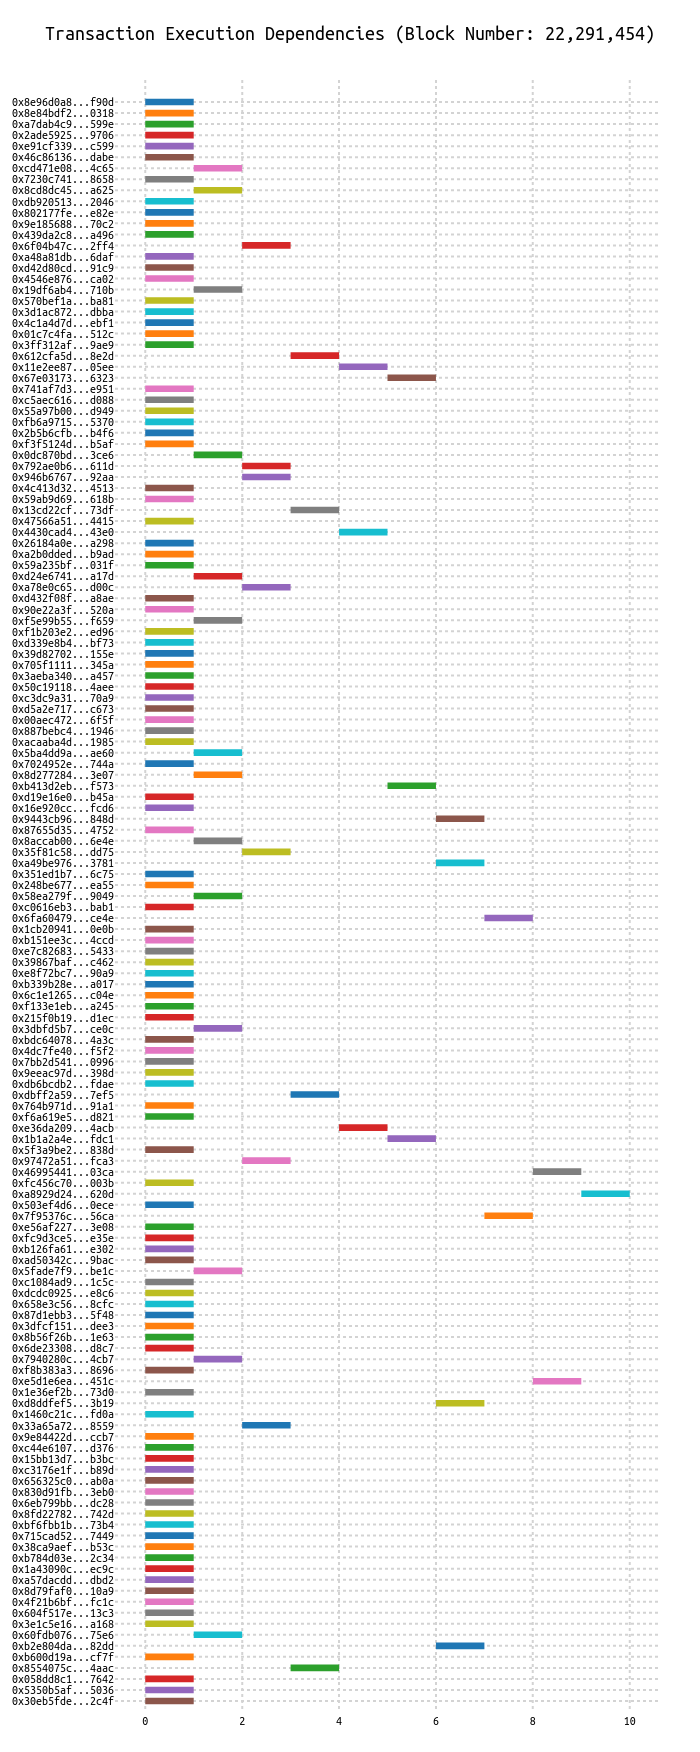 Transaction Execution Dependencies (Block Number: 22,291,454)
0x8e96d0a8...f90d
0x8e84bdf2...0318
0xa7dab4c9...599e
0x2ade5925...9706
0xe91cf339...c599
0x46c86136...dabe
0xcd471e08...4c65
0x7230c741...8658
0x8cd8dc45...a625
0xdb920513...2046
0x802177fe...e82e
0x9e185688...70c2
0x439da2c8...a496
0x6f04b47c...2ff4
0xa48a81db...6daf
0xd42d80cd...91c9
0x4546e876...ca02
0x19df6ab4...710b
0x570bef1a...ba81
0x3d1ac872...dbba
0x4c1a4d7d...ebf1
0x01c7c4fa...512c
0x3ff312af...9ae9
0x612cfa5d...8e2d
0x11e2ee87...05ee
0x67e03173...6323
0x741af7d3...e951
0xc5aec616...d088
0x55a97b00...d949
0xfb6a9715...5370
0x2b5b6cfb...b4f6
0xf3f5124d...b5af
0x0dc870bd...3ce6
0x792ae0b6...611d
0x946b6767...92aa
0x4c413d32...4513
0x59ab9d69...618b
0x13cd22cf...73df
0x47566a51...4415
0x4430cad4...43e0
0x26184a0e...a298
0xa2b0dded...b9ad
0x59a235bf...031f
0xd24e6741...a17d
0xa78e0c65...d00c
0xd432f08f...a8ae
0x90e22a3f...520a
0xf5e99b55...f659
0xf1b203e2...ed96
0xd339e8b4...bf73
0x39d82702...155e
0x705f1111...345a
0x3aeba340...a457
0x50c19118...4aee
0xc3dc9a31...70a9
0xd5a2e717...c673
0x00aec472...6f5f
0x887bebc4...1946
0xacaaba4d...1985
0x5ba4dd9a...ae60
0x7024952e...744a
0x8d277284...3e07
0xb413d2eb...f573
0xd19e16e0...b45a
0x16e920cc...fcd6
0x9443cb96...848d
0x87655d35...4752
0x8accab00...6e4e
0x35f81c58...dd75
0xa49be976...3781
0x351ed1b7...6c75
0x248be677...ea55
0x58ea279f...9049
0xc0616eb3...bab1
0x6fa60479...ce4e
0x1cb20941...0e0b
0xb151ee3c...4ccd
0xe7c82683...5433
0x39867baf...c462
0xe8f72bc7...90a9
0xb339b28e...a017
0x6c1e1265...c04e
0xf133e1eb...a245
0x215f0b19...d1ec
0x3dbfd5b7...ce0c
0xbdc64078...4a3c
0x4dc7fe40...f5f2
0x7bb2d541...0996
0x9eeac97d...398d
0xdb6bcdb2...fdae
0xdbff2a59...7ef5
0x764b971d...91a1
0xf6a619e5...d821
0xe36da209...4acb
0x1b1a2a4e...fdc1
0x5f3a9be2...838d
0x97472a51...fca3
0x46995441...03ca
0xfc456c70...003b
0xa8929d24...620d
0x503ef4d6...0ece
0x7f95376c...56ca
0xe56af227...3e08
0xfc9d3ce5...e35e
0xb126fa61...e302
0xad50342c...9bac
0x5fade7f9...be1c
0xc1084ad9...1c5c
0xdcdc0925...e8c6
0x658e3c56...8cfc
0x87d1ebb3...5f48
0x3dfcf151...dee3
0x8b56f26b...1e63
0x6de23308...d8c7
0x7940280c...4cb7
0xf8b383a3...8696
0xe5d1e6ea...451c
0x1e36ef2b...73d0
0xd8ddfef5...3b19
0x1460c21c...fd0a
0x33a65a72...8559
0x9e84422d...ccb7
0xc44e6107...d376
0x15bb13d7...b3bc
0xc3176e1f...b89d
0x656325c0...ab0a
0x830d91fb...3eb0
0x6eb799bb...dc28
0x8fd22782...742d
0xbf6fbb1b...73b4
0x715cad52...7449
0x38ca9aef...b53c
0xb784d03e...2c34
0x1a43090c...ec9c
0xa57dacdd...dbd2
0x8d79faf0...10a9
0x4f21b6bf...fc1c
0x604f517e...13c3
0x3e1c5e16...a168
0x60fdb076...75e6
0xb2e804da...82dd
0xb600d19a...cf7f
0x8554075c...4aac
0x058dd8c1...7642
0x5350b5af...5036
0x30eb5fde...2c4f
0 2 4 6 8 10